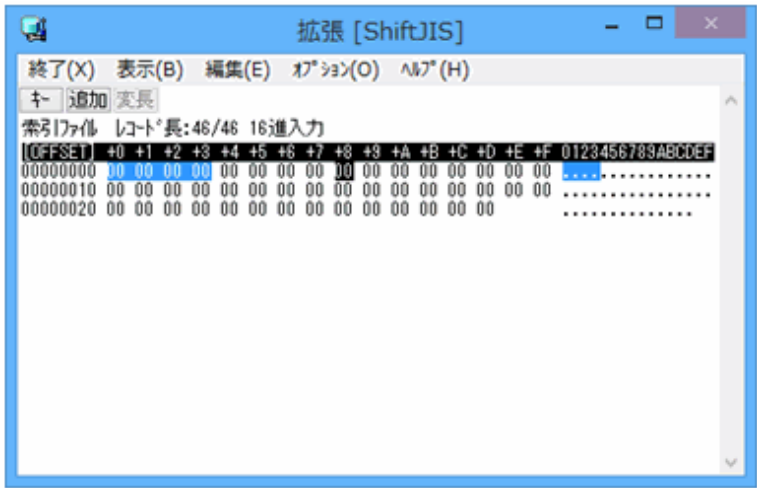 拡張 [ShiftJIS]
終了(X) 表示(B) 編集(E) ｵﾌﾟｼｮﾝ(O) ﾍﾙﾌﾟ(H)
ｷｰ 追加 変長
索引ﾌｧｲﾙ ﾚｺｰﾄﾞ長:46/46 16進入力
[OFFSET] +0 +1 +2 +3 +4 +5 +6 +7 +8 +9 +A +B +C +D +E +F 0123456789ABCDEF
00000000 00 00 00 00 00 00 00 00 00 00 00 00 00 00 00 00 ................
00000010 00 00 00 00 00 00 00 00 00 00 00 00 00 00 00 00 ................
00000020 00 00 00 00 00 00 00 00 00 00 00 00 00 00 ..............